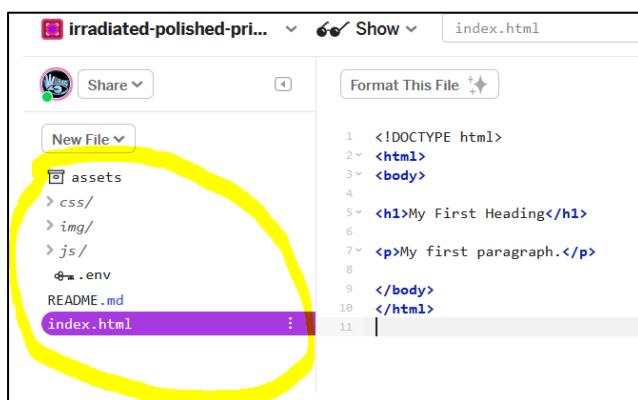 irradiated-polished-pri... Show index.html
Share
Format This File
New File
assets
css/
img/
js/
.env
README.md
index.html
1 <!DOCTYPE html>
2 <html>
3 <body>
4
5 <h1>My First Heading</h1>
6
7 <p>My first paragraph.</p>
8
9 </body>
10 </html>
11